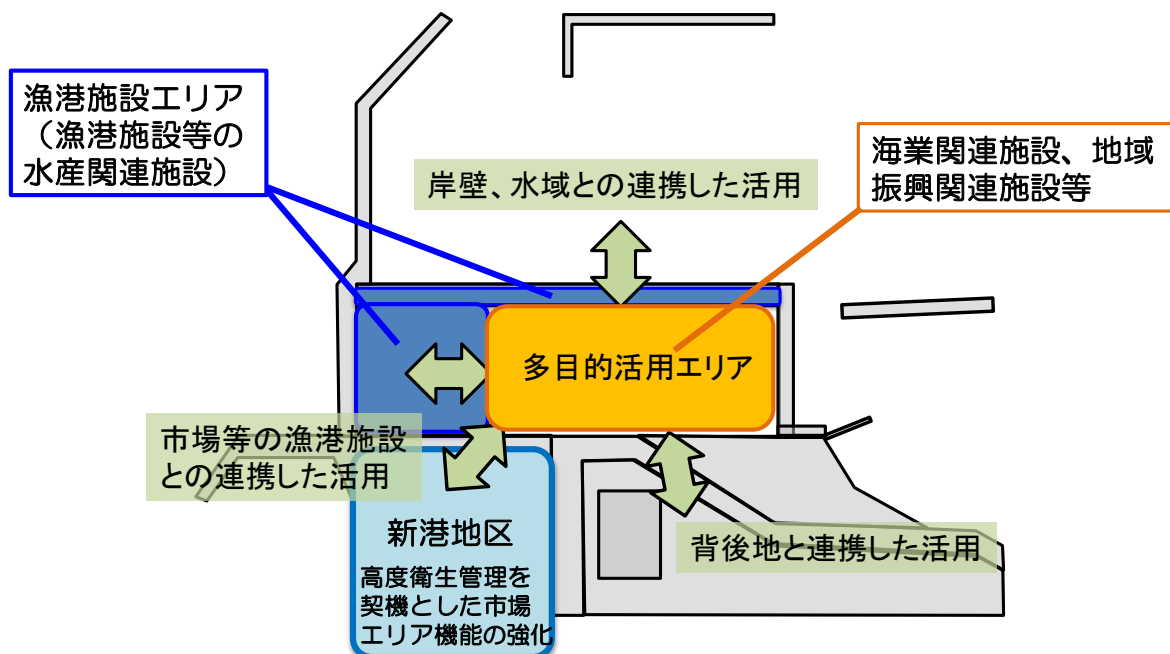 漁港施設エリア
（漁港施設等の
水産関連施設）
岸壁、水域との連携した活用
海業関連施設、地域
振興関連施設等
多目的活用エリア
市場等の漁港施設
との連携した活用
新港地区
高度衛生管理を
契機とした市場
エリア機能の強化
背後地と連携した活用